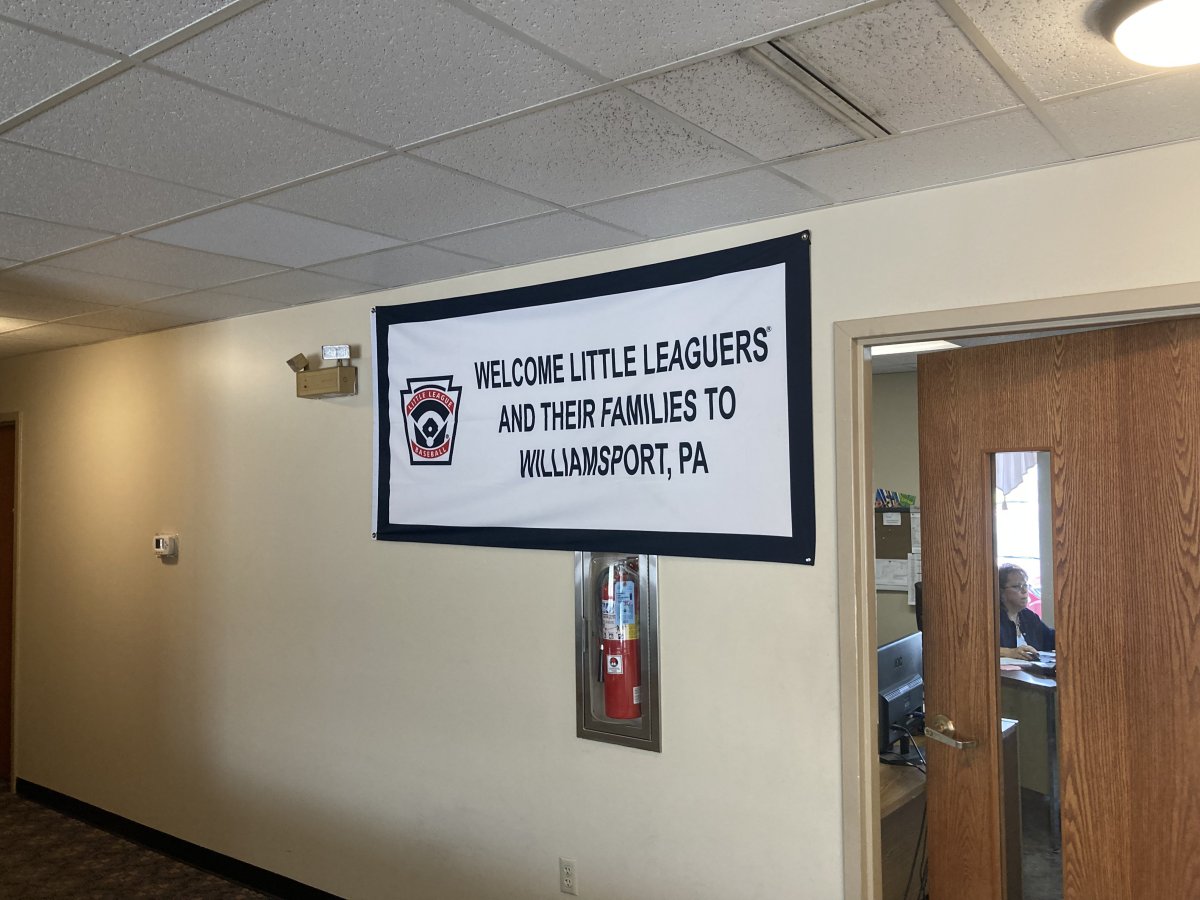 WELCOME LITTLE LEAGUERS®
AND THEIR FAMILIES TO
WILLIAMSPORT, PA
LITTLE LEAGUE
BASEBALL